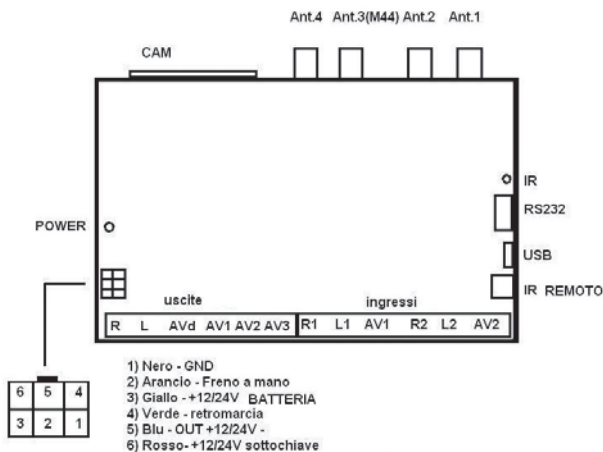 Ant.4 Ant.3(M44) Ant.2 Ant.1
CAM
IR
RS232
POWER
USB
IR REMOTO
uscite ingressi
R L AVd AV1 AV2 AV3 R1 L1 AV1 R2 L2 AV2
1) Nero - GND
2) Arancio - Freno a mano
3) Giallo - +12/24V BATTERIA
4) Verde - retromarcia
5) Blu - OUT +12/24V -
6) Rosso- +12/24V sottochiave
6 5 4
3 2 1